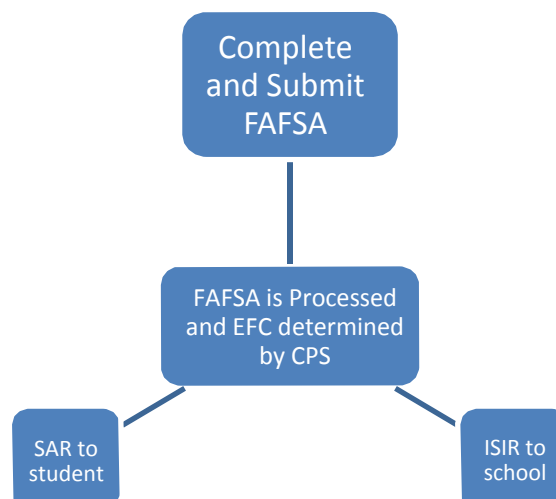 Complete
and Submit
FAFSA
FAFSA is Processed
and EFC determined
by CPS
SAR to
student
ISIR to
school